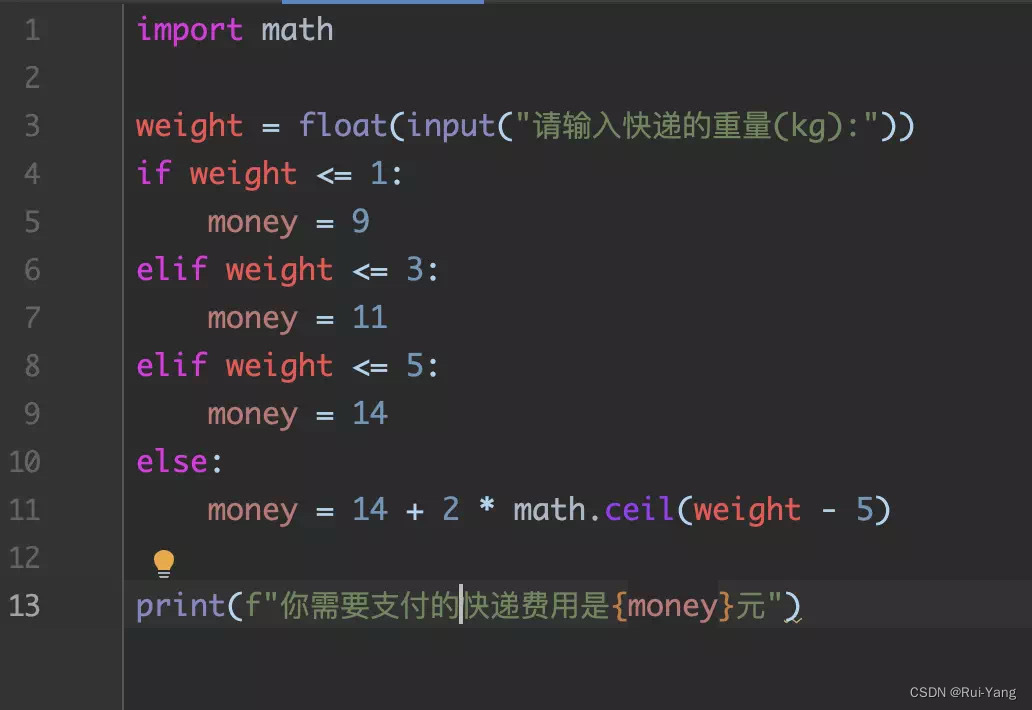 1 import math
2
3 weight = float(input("请输入快递的重量(kg):"))
4 if weight <= 1:
5     money = 9
6 elif weight <= 3:
7     money = 11
8 elif weight <= 5:
9     money = 14
10 else:
11     money = 14 + 2 * math.ceil(weight - 5)
12
13 print(f"你需要支付的快递费用是{money}元")
CSDN @Rui-Yang